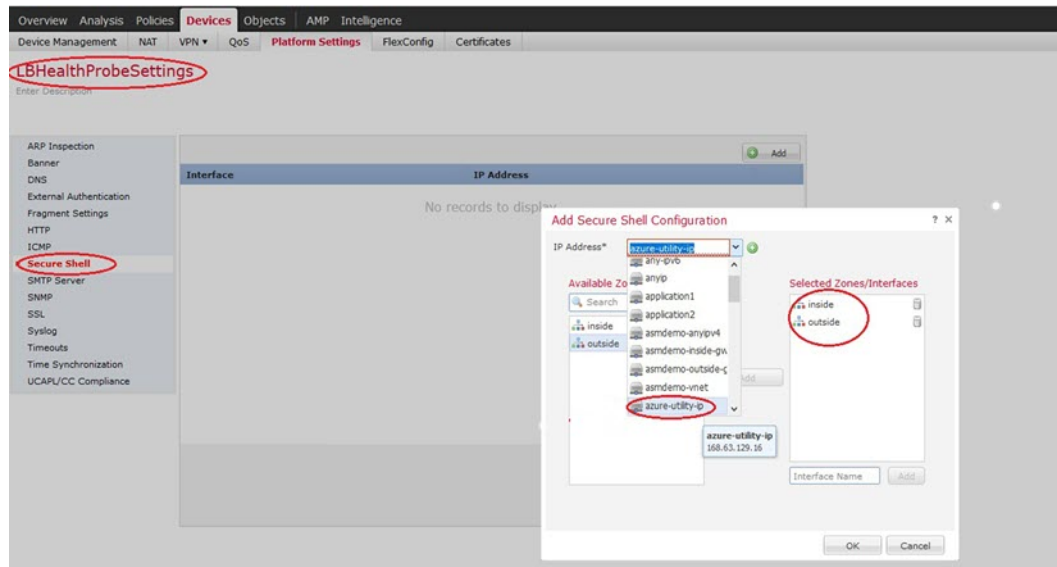 Overview Analysis Policies Devices Objects AMP Intelligence
Device Management NAT VPN ▾ QoS Platform Settings FlexConfig Certificates
LBHealthProbeSettings
Enter Description
ARP Inspection
Banner
DNS
External Authentication
Fragment Settings
HTTP
ICMP
Secure Shell
SMTP Server
SNMP
SSL
Syslog
Timeouts
Time Synchronization
UCAPL/CC Compliance
Add
Interface IP Address
No records to display
Add Secure Shell Configuration ? ×
IP Address* azure-utility-ip
any-ipv6
anyip
application1
application2
asmdemo-anyipv4
asmdemo-inside-gw
asmdemo-outside-g
asmdemo-vnet
azure-utility-ip
Available Zo
Search
inside
outside
Add
azure-utility-ip
168.63.129.16
Selected Zones/Interfaces
inside
outside
Interface Name Add
OK Cancel